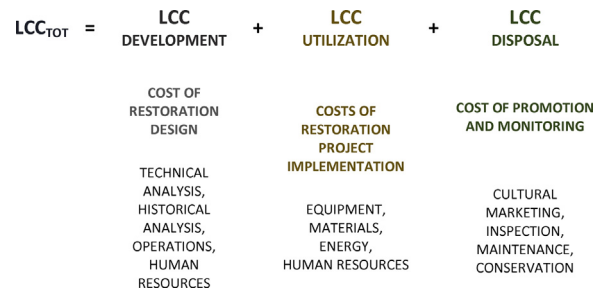 LCCTOT = LCC DEVELOPMENT + LCC UTILIZATION + LCC DISPOSAL
COST OF
RESTORATION
DESIGN
TECHNICAL
ANALYSIS,
HISTORICAL
ANALYSIS,
OPERATIONS,
HUMAN
RESOURCES
COSTS OF
RESTORATION
PROJECT
IMPLEMENTATION
EQUIPMENT,
MATERIALS,
ENERGY,
HUMAN RESOURCES
COST OF PROMOTION
AND MONITORING
CULTURAL
MARKETING,
INSPECTION,
MAINTENANCE,
CONSERVATION